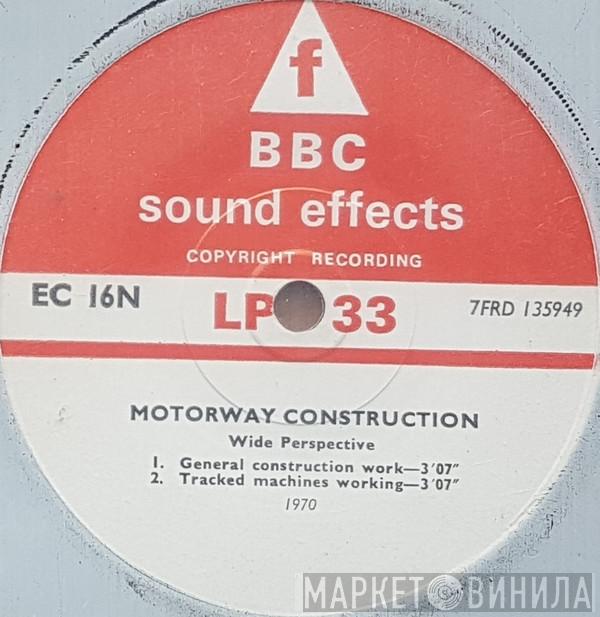 f
BBC
sound effects
COPYRIGHT RECORDING
EC 16N
LP 33
7FRD 135949
MOTORWAY CONSTRUCTION
Wide Perspective
1. General construction work—3′07″
2. Tracked machines working—3′07″
1970
МАРКЕТ ВИНИЛА